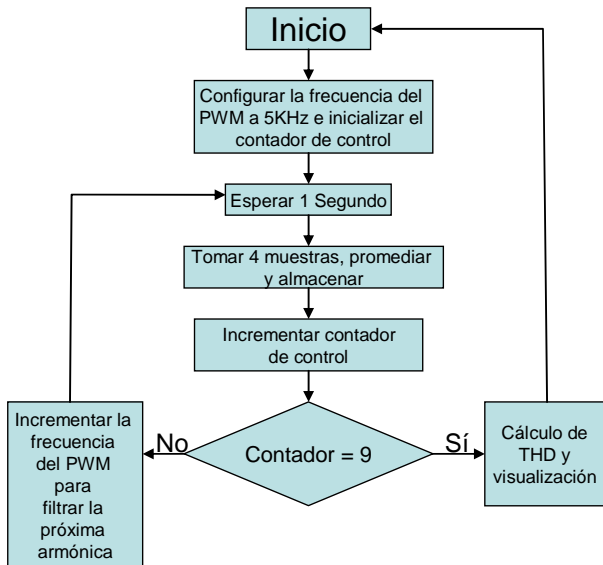 Inicio
Configurar la frecuencia del
PWM a 5KHz e inicializar el
contador de control
Esperar 1 Segundo
Tomar 4 muestras, promediar
y almacenar
Incrementar contador
de control
Contador = 9
No
Sí
Incrementar la
frecuencia
del PWM
para
filtrar la
próxima
armónica
Cálculo de
THD y
visualización